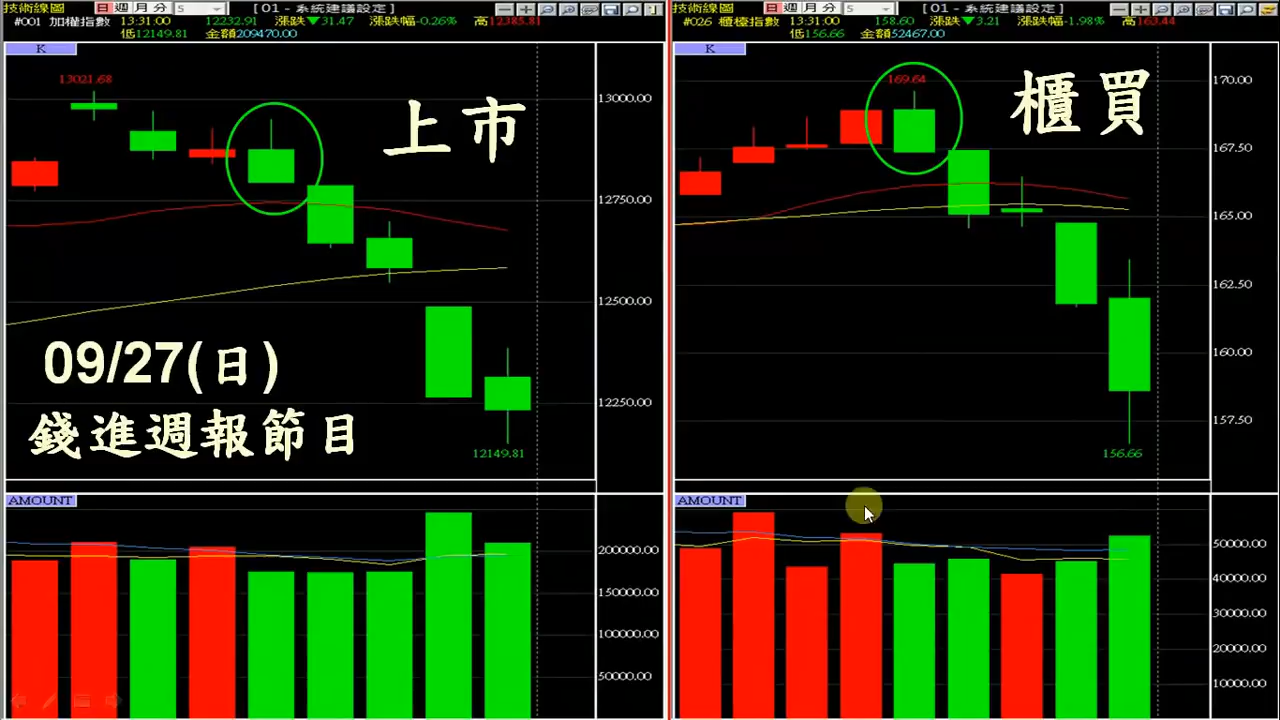 技術線圖 日 週 月 分 5 [01 - 系統建議設定]
#001 加權指數 13:31:00 12232.91 漲跌▼31.47 漲跌幅-0.26% 高12385.81
低12149.81 金額209470.00
K
13021.68
上市
13000.00
12750.00
12500.00
12250.00
09/27(日)
錢進週報節目
12149.81
AMOUNT
200000.00
150000.00
100000.00
50000.00
技術線圖 日 週 月 分 5 [01 - 系統建議設定]
#026 櫃檯指數 13:31:00 158.60 漲跌▼3.21 漲跌幅-1.98% 高163.44
低156.66 金額52467.00
K
169.64
櫃買
170.00
167.50
165.00
162.50
160.00
157.50
156.66
AMOUNT
50000.00
40000.00
30000.00
20000.00
10000.00